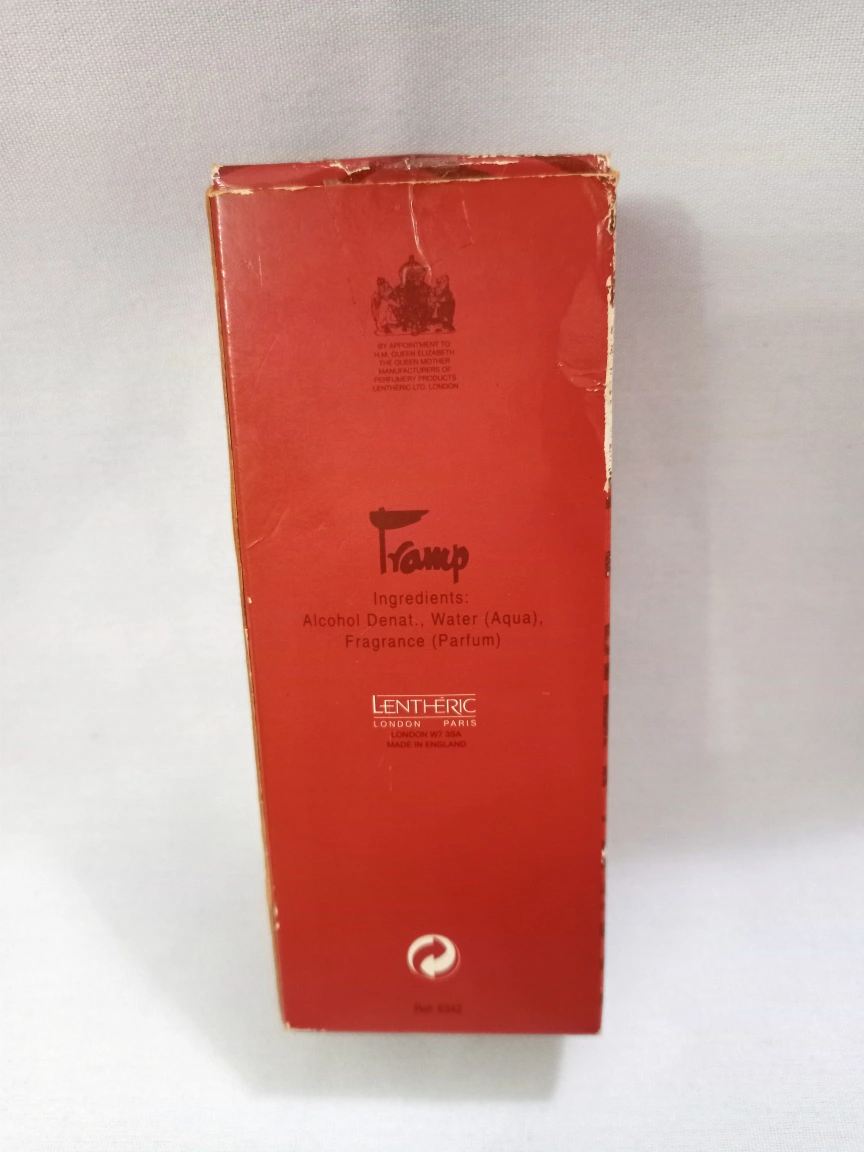 BY APPOINTMENT TO
H.M. QUEEN ELIZABETH
THE QUEEN MOTHER
MANUFACTURERS OF
PERFUMERY PRODUCTS
LENTHÉRIC LTD, LONDON
Tramp
Ingredients:
Alcohol Denat., Water (Aqua),
Fragrance (Parfum)
LENTHÉRIC
LONDON PARIS
LONDON W7 3SA
MADE IN ENGLAND
Ref: